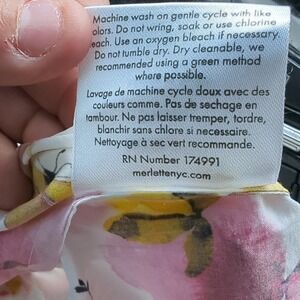 Machine wash on gentle cycle with like
colors. Do not wring, soak or use chlorine
each. Use an oxygen bleach if necessary.
Do not tumble dry. Dry cleanable, we
recommended using a green method
where possible.
Lavage de machine cycle doux avec des
couleurs comme. Pas de sechage en
tambour. Ne pas laisser tremper, tordre,
blanchir sans chlore si necessaire.
Nettoyage à sec vert recommande.
RN Number 174991
merlettenyc.com